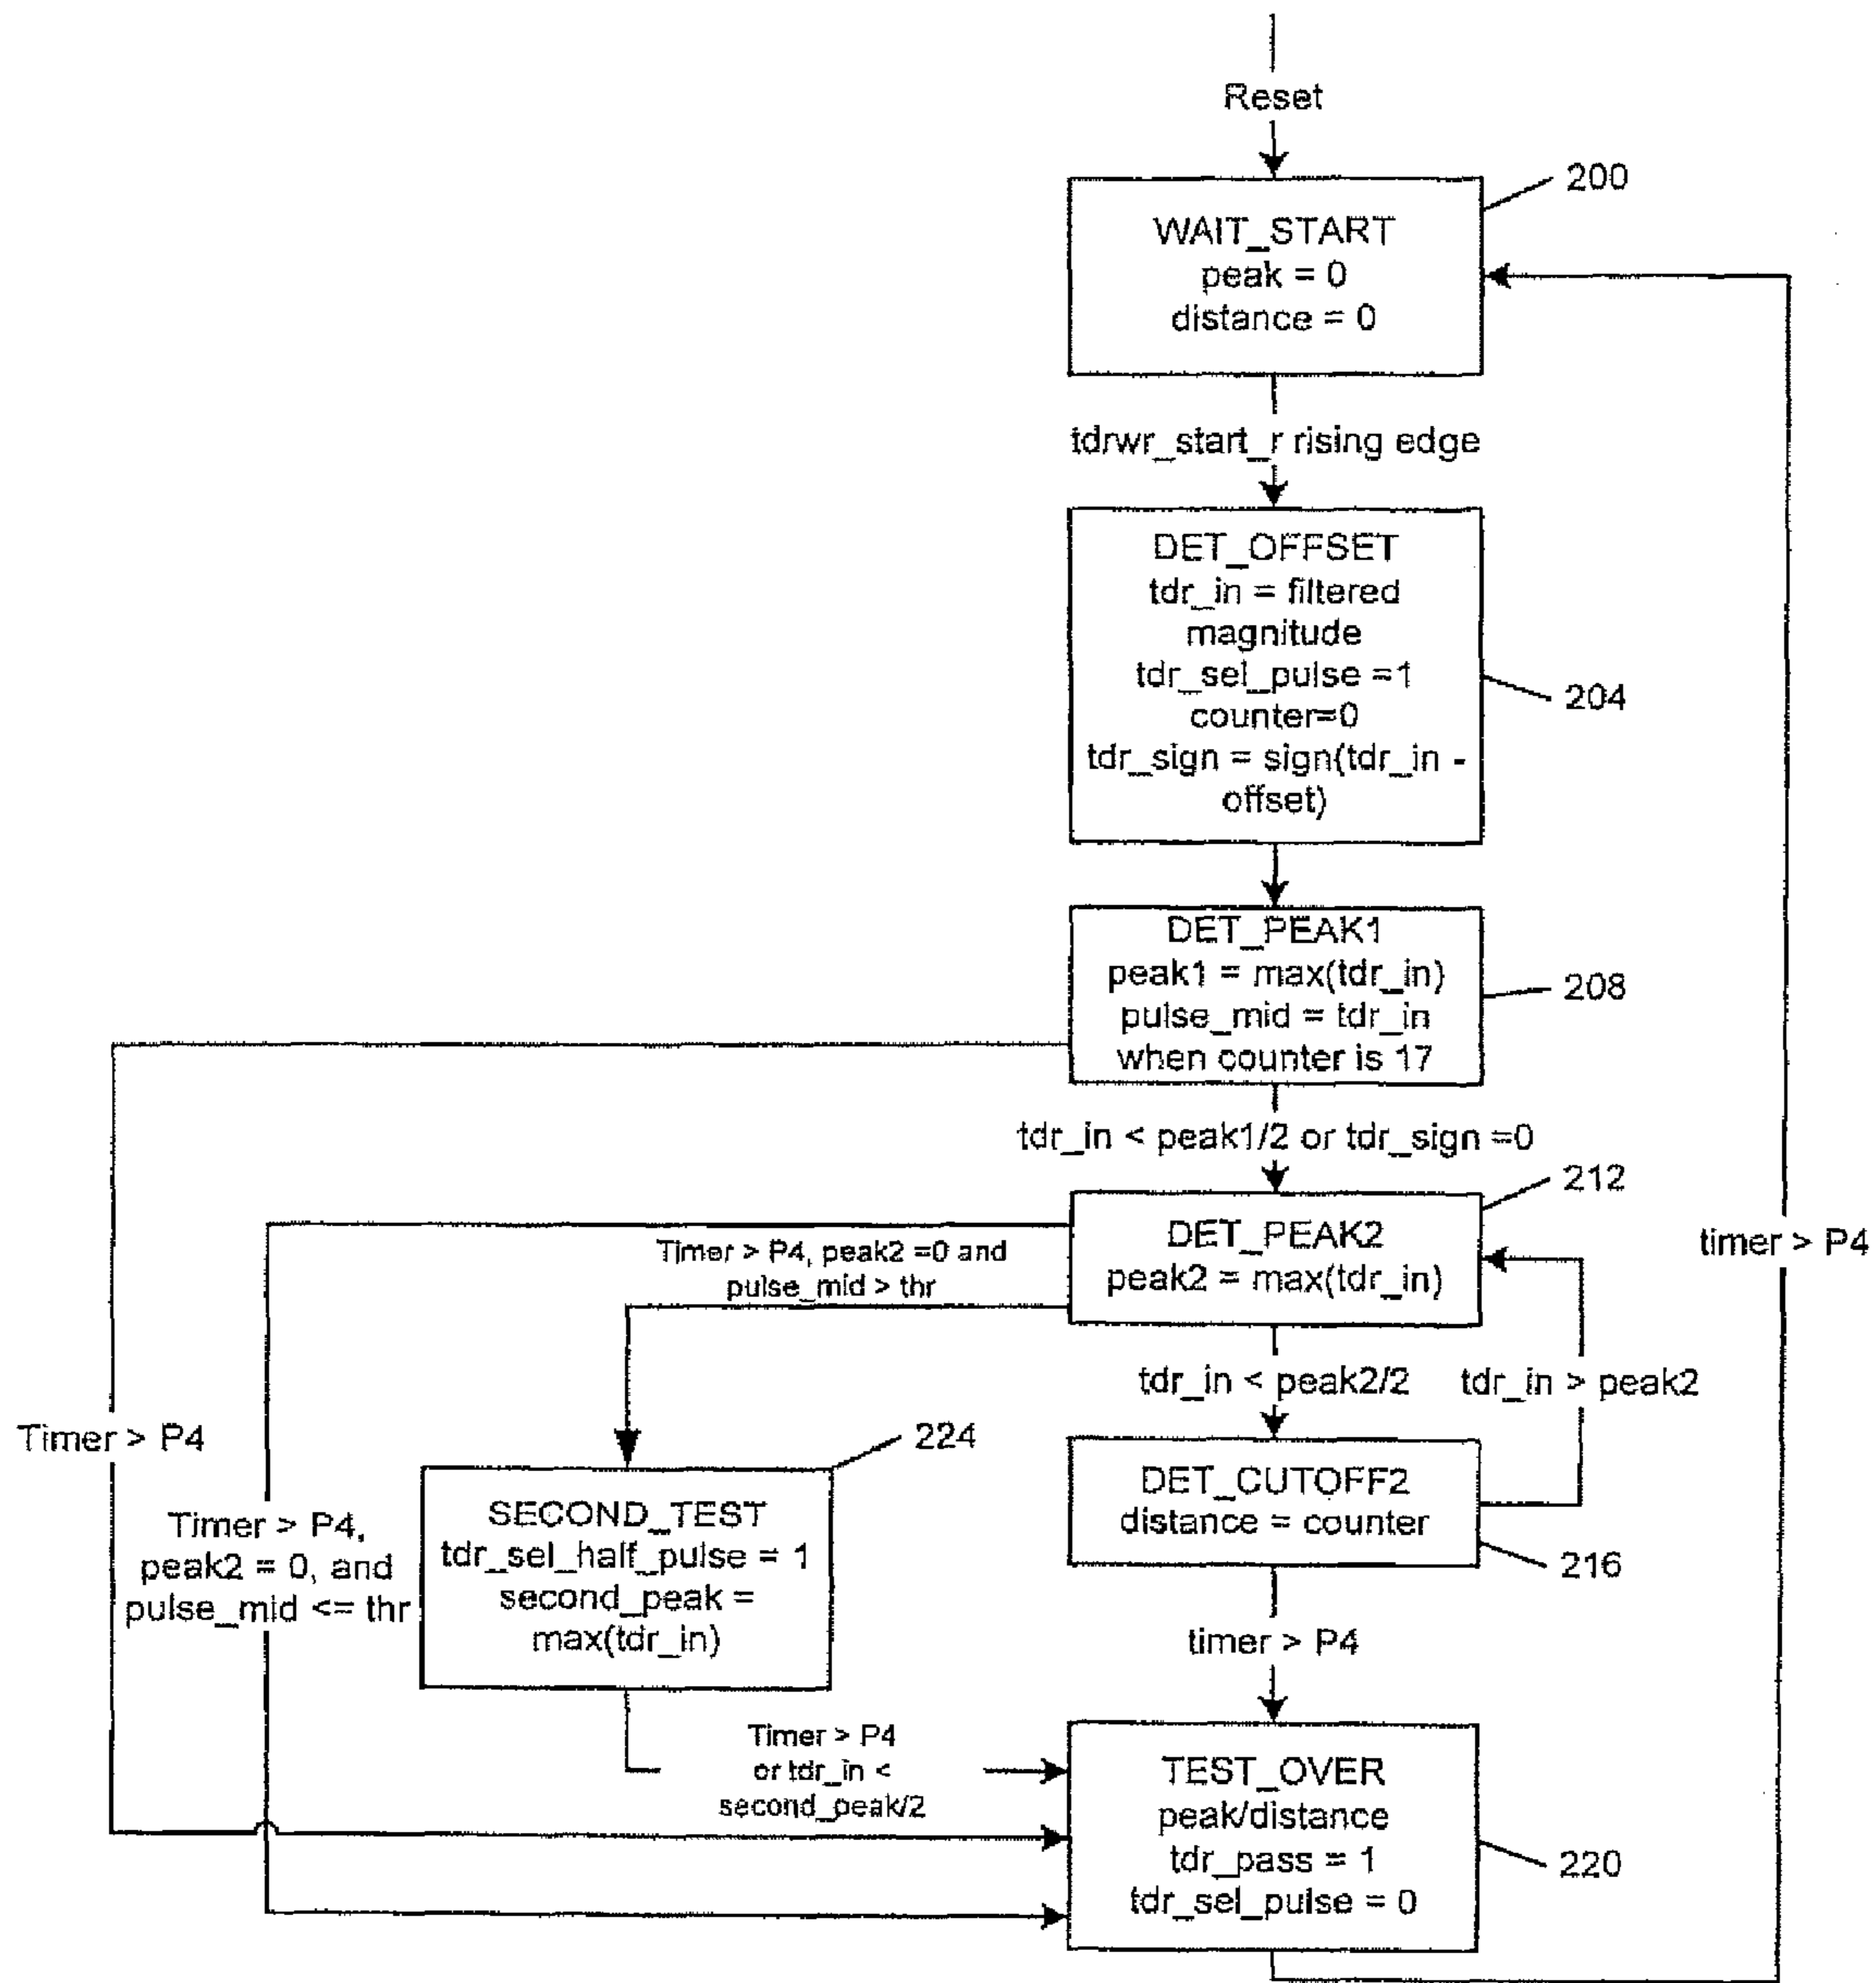 Reset
200
WAIT_START
peak = 0
distance = 0
tdrwr_start_r rising edge
DET_OFFSET
tdr_in = filtered
magnitude
tdr_sel_pulse =1
counter=0
tdr_sign = sign(tdr_in -
offset)
204
DET_PEAK1
peak1 = max(tdr_in)
pulse_mid = tdr_in
when counter is 17
208
tdr_in < peak1/2 or tdr_sign =0
212
DET_PEAK2
peak2 = max(tdr_in)
Timer > P4, peak2 =0 and
pulse_mid > thr
timer > P4
tdr_in < peak2/2
tdr_in > peak2
Timer > P4
224
DET_CUTOFF2
distance = counter
216
SECOND_TEST
tdr_sel_half_pulse = 1
second_peak =
max(tdr_in)
Timer > P4,
peak2 = 0, and
pulse_mid <= thr
timer > P4
Timer > P4
or tdr_in <
second_peak/2
TEST_OVER
peak/distance
tdr_pass = 1
tdr_sel_pulse = 0
220